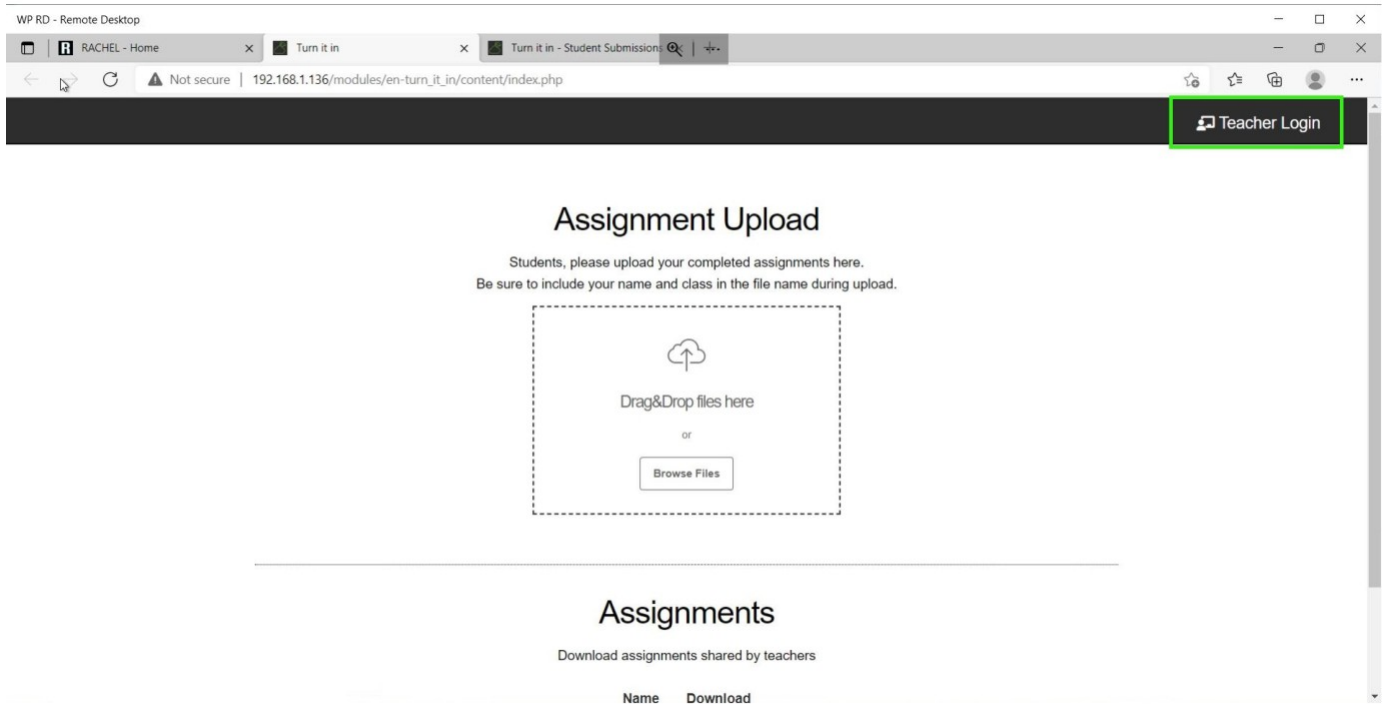 WP RD - Remote Desktop
R RACHEL - Home
Turn it in
Turn it in - Student Submissions
Not secure | 192.168.1.136/modules/en-turn_it_in/content/index.php
Teacher Login
Assignment Upload
Students, please upload your completed assignments here.
Be sure to include your name and class in the file name during upload.
Drag&Drop files here
or
Browse Files
Assignments
Download assignments shared by teachers
Name Download